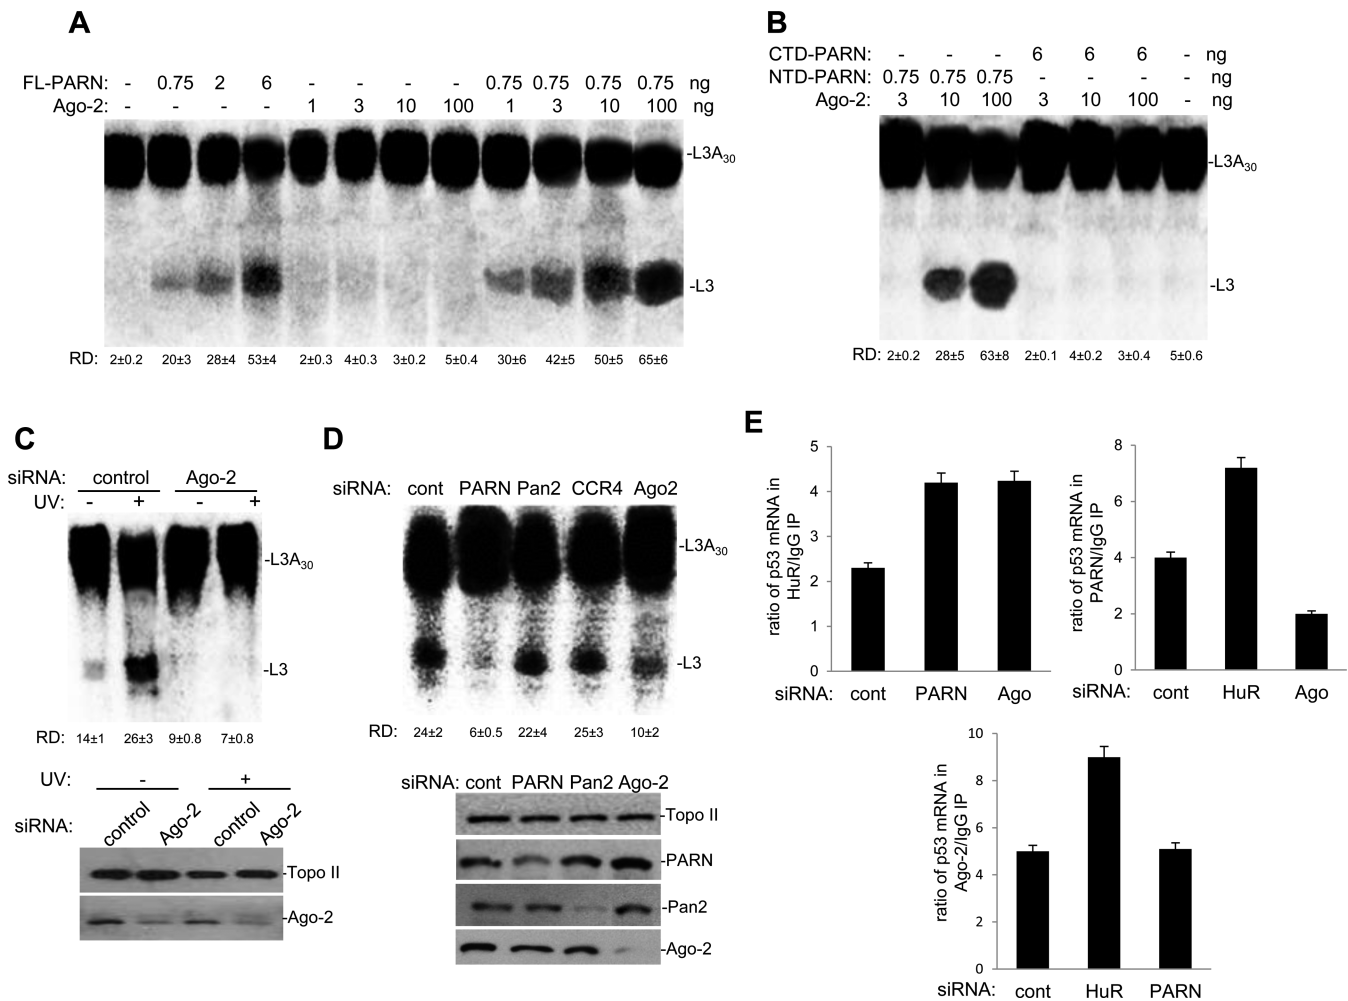 A
FL-PARN: - 0.75 2 6 - - - - 0.75 0.75 0.75 0.75 ng
Ago-2: - - - - 1 3 10 100 1 3 10 100 ng
-L3A30
-L3
RD: 2±0.2 20±3 28±4 53±4 2±0.3 4±0.3 3±0.2 5±0.4 30±6 42±5 50±5 65±6
B
CTD-PARN: - - - 6 6 6 - ng
NTD-PARN: 0.75 0.75 0.75 - - - - ng
Ago-2: 3 10 100 3 10 100 - ng
-L3A30
-L3
RD: 2±0.2 28±5 63±8 2±0.1 4±0.2 3±0.4 5±0.6
C
siRNA: control Ago-2
UV: - + - +
-L3A30
-L3
RD: 14±1 26±3 9±0.8 7±0.8
UV: - +
siRNA: control Ago-2 control Ago-2
-Topo II
-Ago-2
D
siRNA: cont PARN Pan2 CCR4 Ago2
-L3A30
-L3
RD: 24±2 6±0.5 22±4 25±3 10±2
siRNA: cont PARN Pan2 Ago-2
-Topo II
-PARN
-Pan2
-Ago-2
E
ratio of p53 mRNA in
HuR/IgG IP
5
4
3
2
1
0
siRNA: cont PARN Ago
ratio of p53 mRNA in
PARN/IgG IP
8
6
4
2
0
siRNA: cont HuR Ago
ratio of p53 mRNA in
Ago-2/IgG IP
10
8
6
4
2
0
siRNA: cont HuR PARN